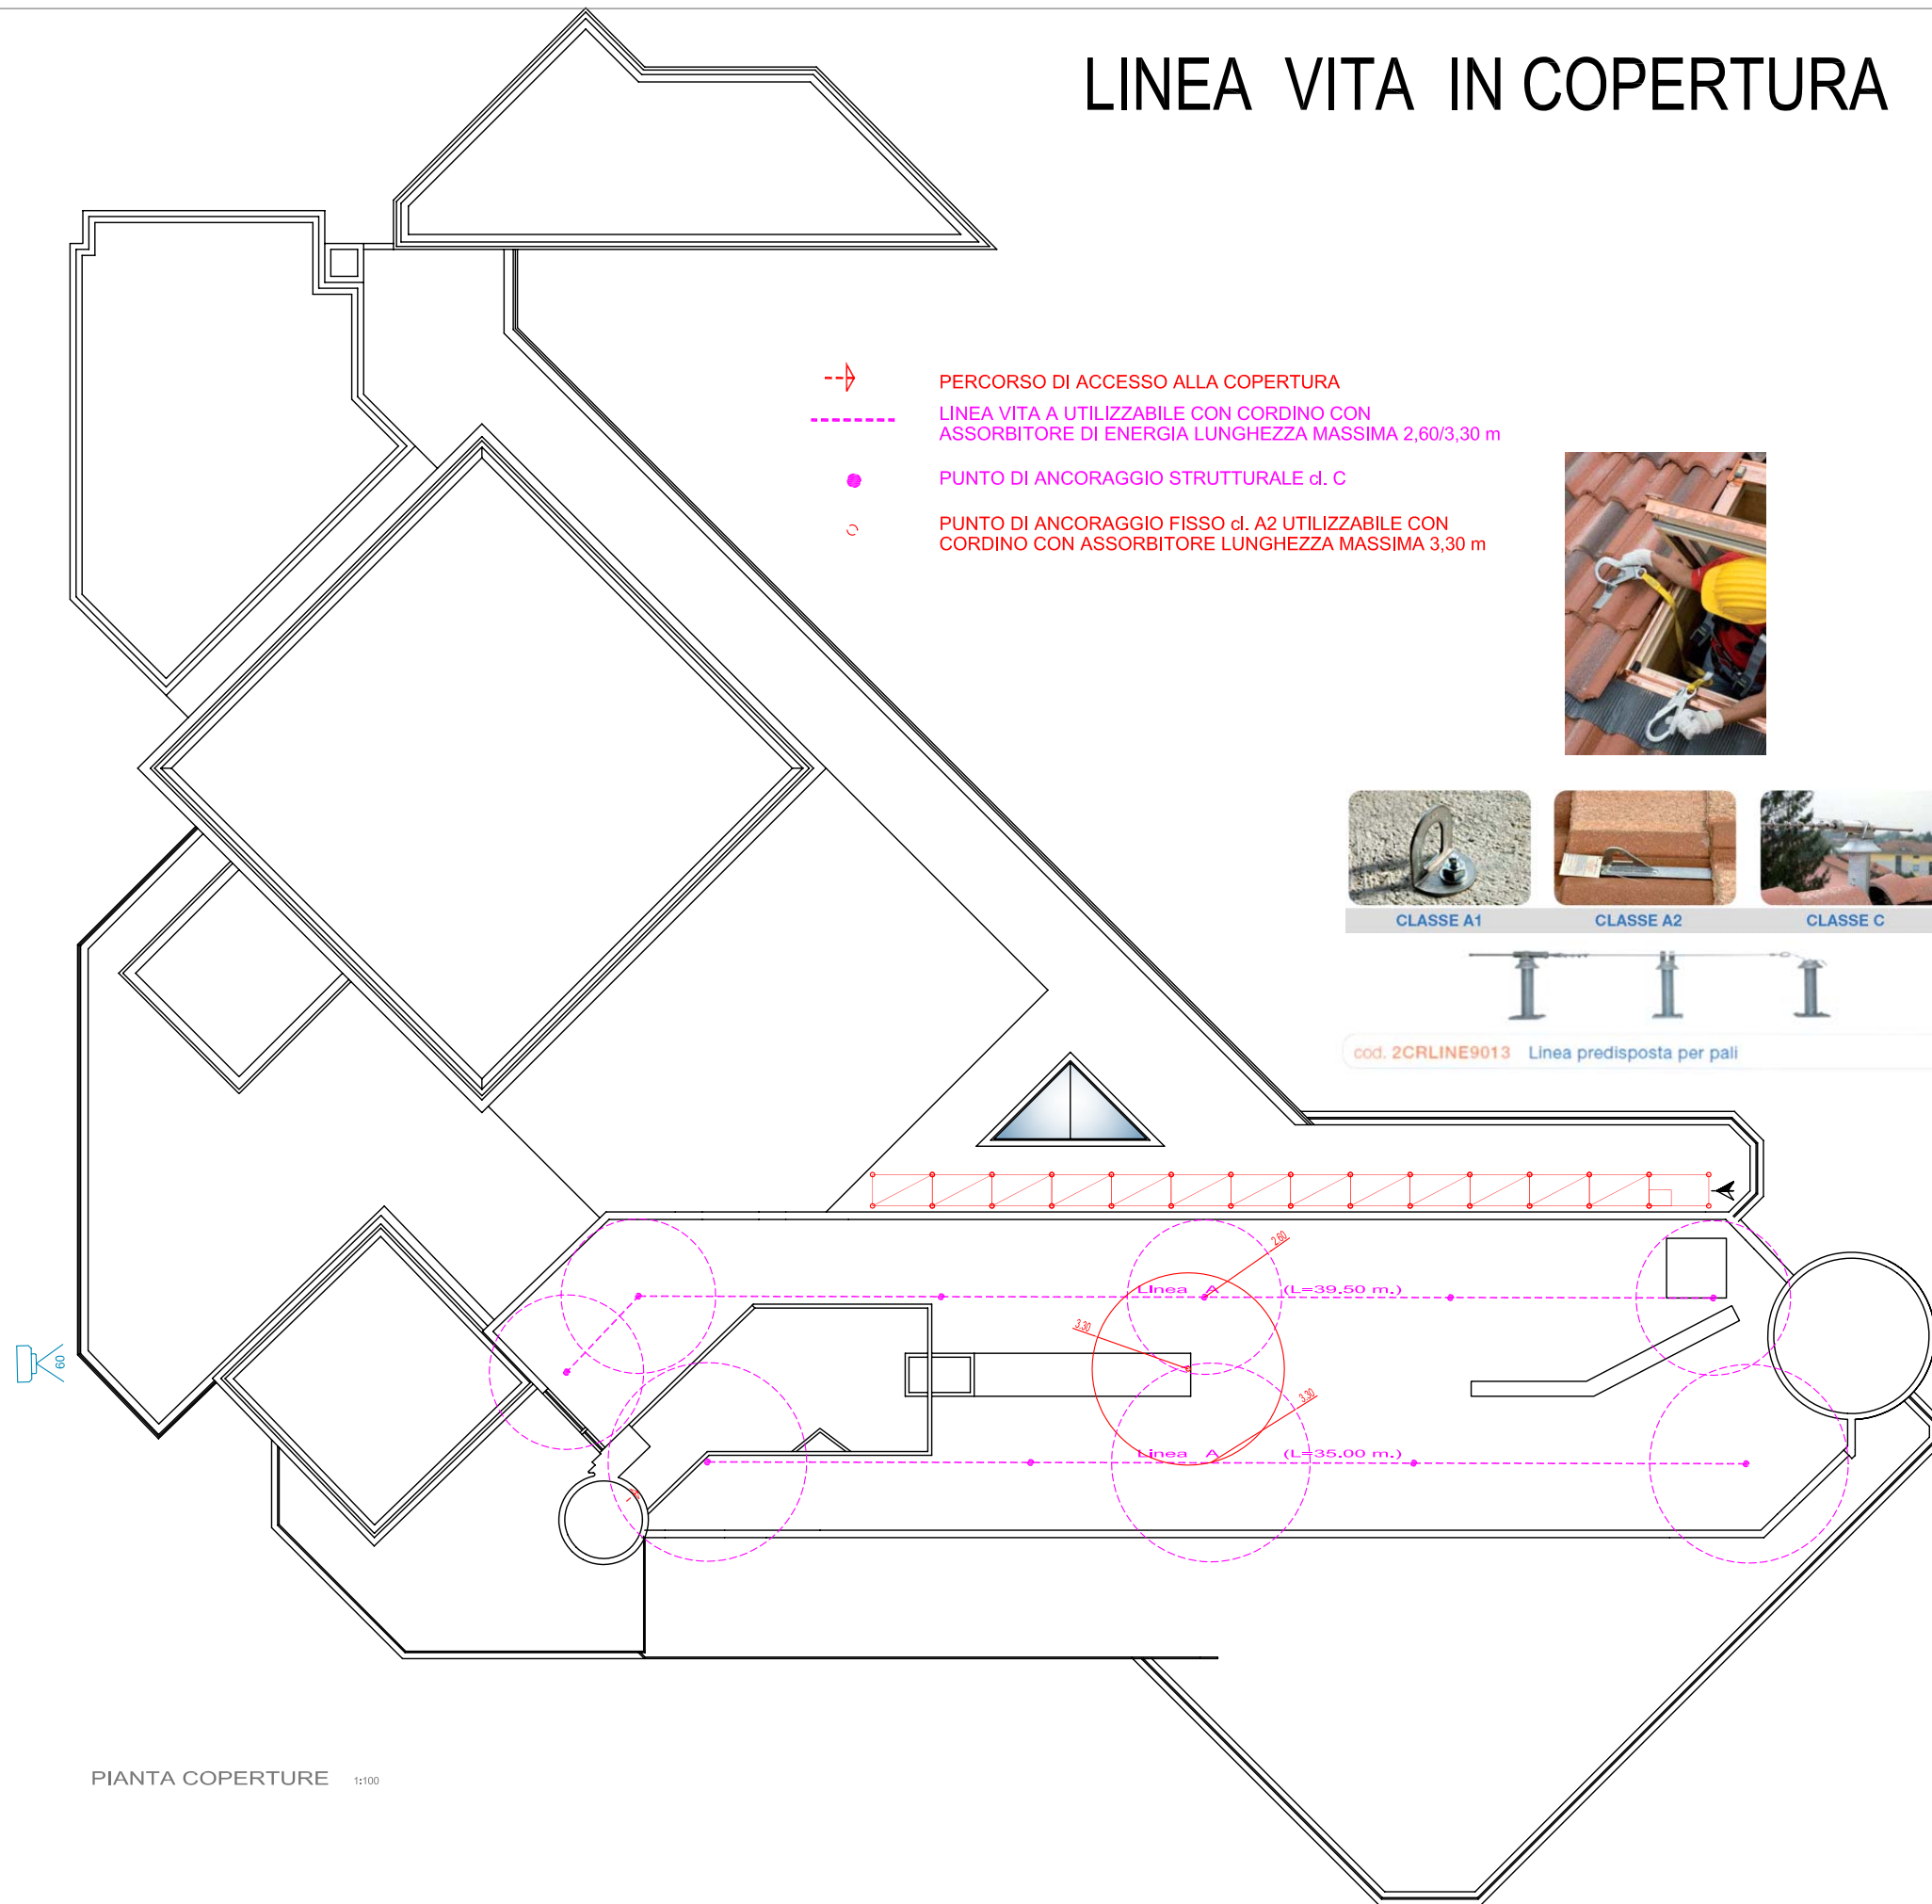 LINEA VITA IN COPERTURA
PERCORSO DI ACCESSO ALLA COPERTURA
LINEA VITA A UTILIZZABILE CON CORDINO CON
ASSORBITORE DI ENERGIA LUNGHEZZA MASSIMA 2,60/3,30 m
PUNTO DI ANCORAGGIO STRUTTURALE cl. C
PUNTO DI ANCORAGGIO FISSO cl. A2 UTILIZZABILE CON
CORDINO CON ASSORBITORE LUNGHEZZA MASSIMA 3,30 m
CLASSE A1
CLASSE A2
CLASSE C
cod. 2CRLINE9013 Linea predisposta per pali
2.60
Linea A (L=39.50 m.)
3.30
60
3.30
Linea A (L=35.00 m.)
PIANTA COPERTURE 1:100